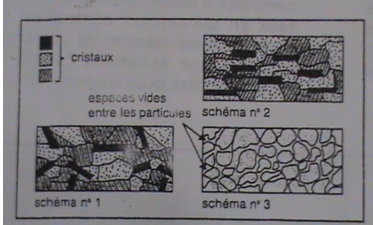 cristaux
espaces vides
entre les particules
schéma n° 2
schéma n° 1
schéma n° 3